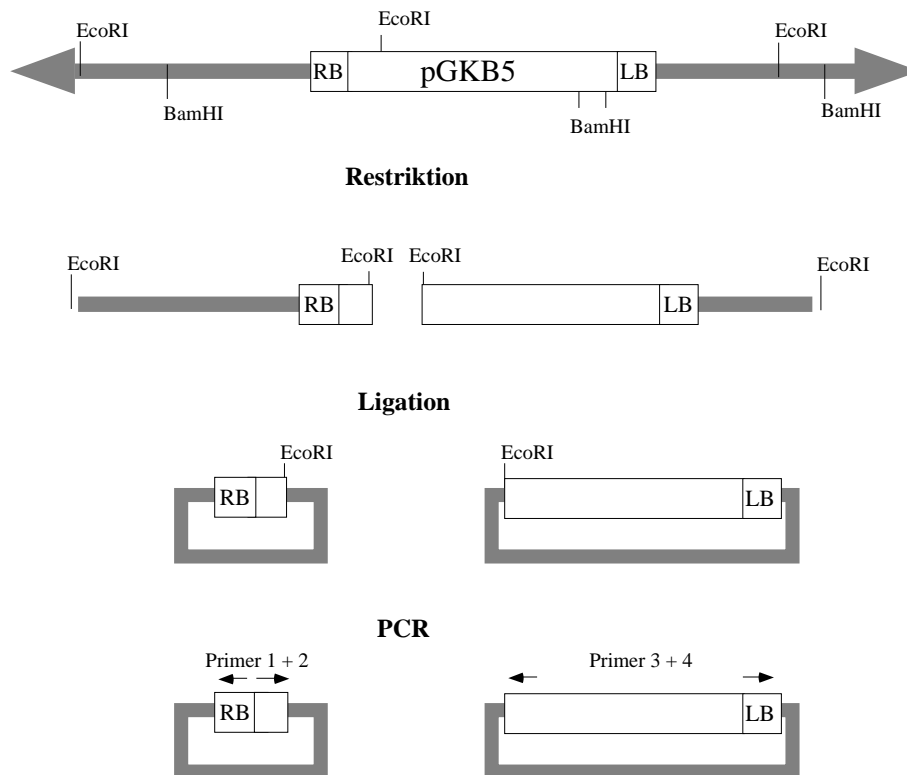 EcoRI
EcoRI
EcoRI
RB pGKB5 LB
BamHI
BamHI
BamHI
Restriktion
EcoRI
EcoRI EcoRI
EcoRI
RB
LB
Ligation
EcoRI
EcoRI
RB
LB
PCR
Primer 1 + 2
Primer 3 + 4
RB
LB